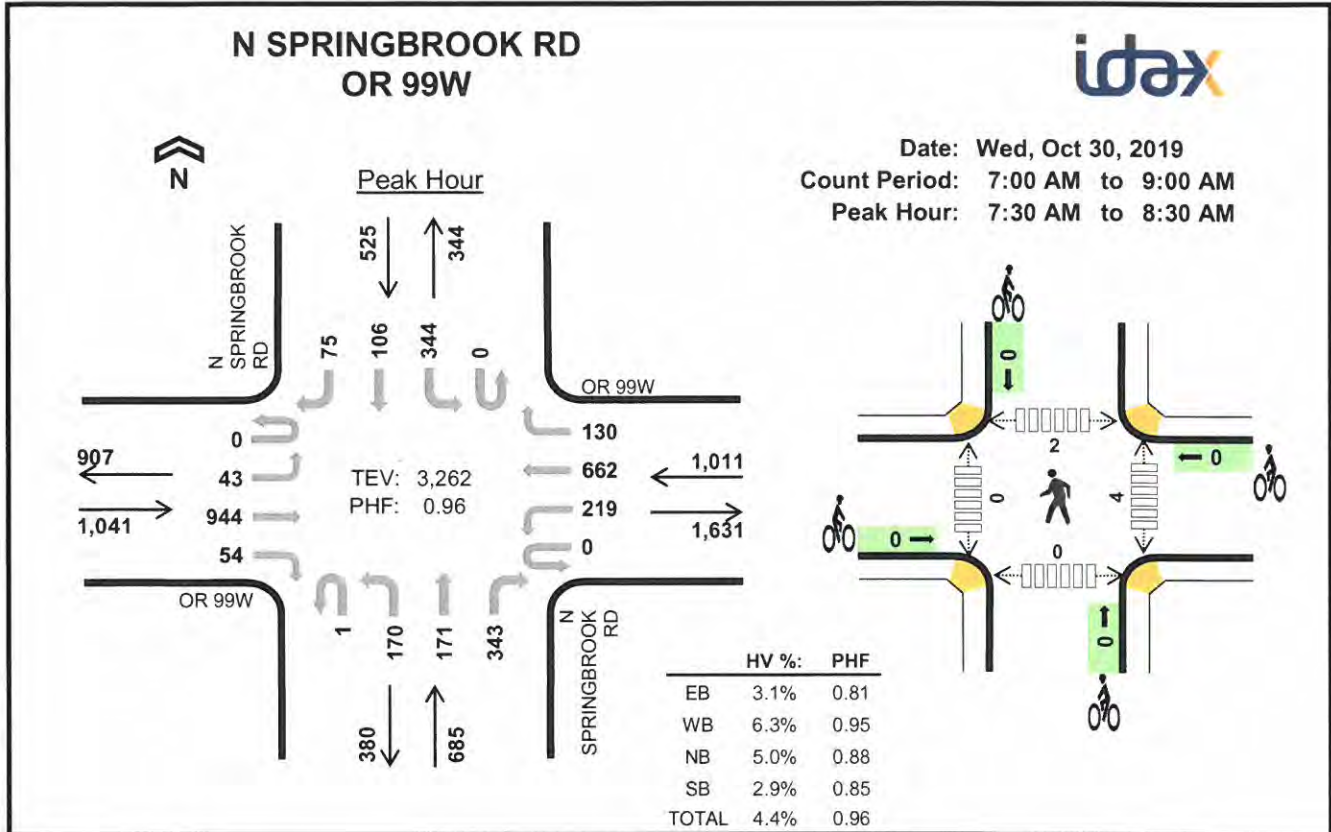 N SPRINGBROOK RD
OR 99W
idax
N
Peak Hour
Date: Wed, Oct 30, 2019
Count Period: 7:00 AM to 9:00 AM
Peak Hour: 7:30 AM to 8:30 AM
525
344
N
SPRINGBROOK
RD
75
106
344
0
OR 99W
0
43
944
54
907
1,041
TEV: 3,262
PHF: 0.96
130
662
219
0
1,011
1,631
OR 99W
1
170
171
343
N
SPRINGBROOK
RD
380
685
0
2
0
0
4
0
0
0
HV %: PHF
EB 3.1% 0.81
WB 6.3% 0.95
NB 5.0% 0.88
SB 2.9% 0.85
TOTAL 4.4% 0.96